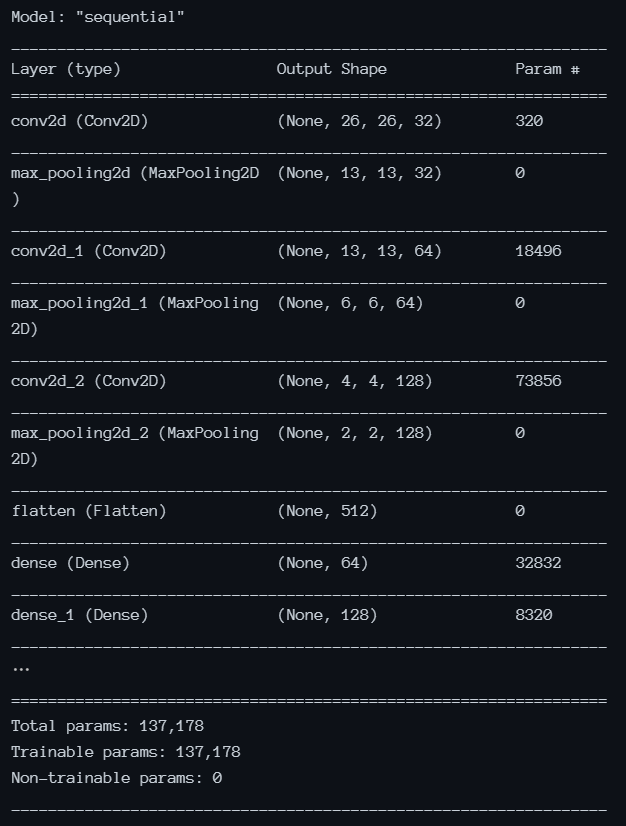 Model: "sequential"
_________________________________________________________________
Layer (type)                 Output Shape              Param #
=================================================================
conv2d (Conv2D)              (None, 26, 26, 32)        320
_________________________________________________________________
max_pooling2d (MaxPooling2D  (None, 13, 13, 32)        0
)
_________________________________________________________________
conv2d_1 (Conv2D)            (None, 13, 13, 64)        18496
_________________________________________________________________
max_pooling2d_1 (MaxPooling  (None, 6, 6, 64)          0
2D)
_________________________________________________________________
conv2d_2 (Conv2D)            (None, 4, 4, 128)         73856
_________________________________________________________________
max_pooling2d_2 (MaxPooling  (None, 2, 2, 128)         0
2D)
_________________________________________________________________
flatten (Flatten)            (None, 512)               0
_________________________________________________________________
dense (Dense)                (None, 64)                32832
_________________________________________________________________
dense_1 (Dense)              (None, 128)               8320
_________________________________________________________________
...
=================================================================
Total params: 137,178
Trainable params: 137,178
Non-trainable params: 0
_________________________________________________________________